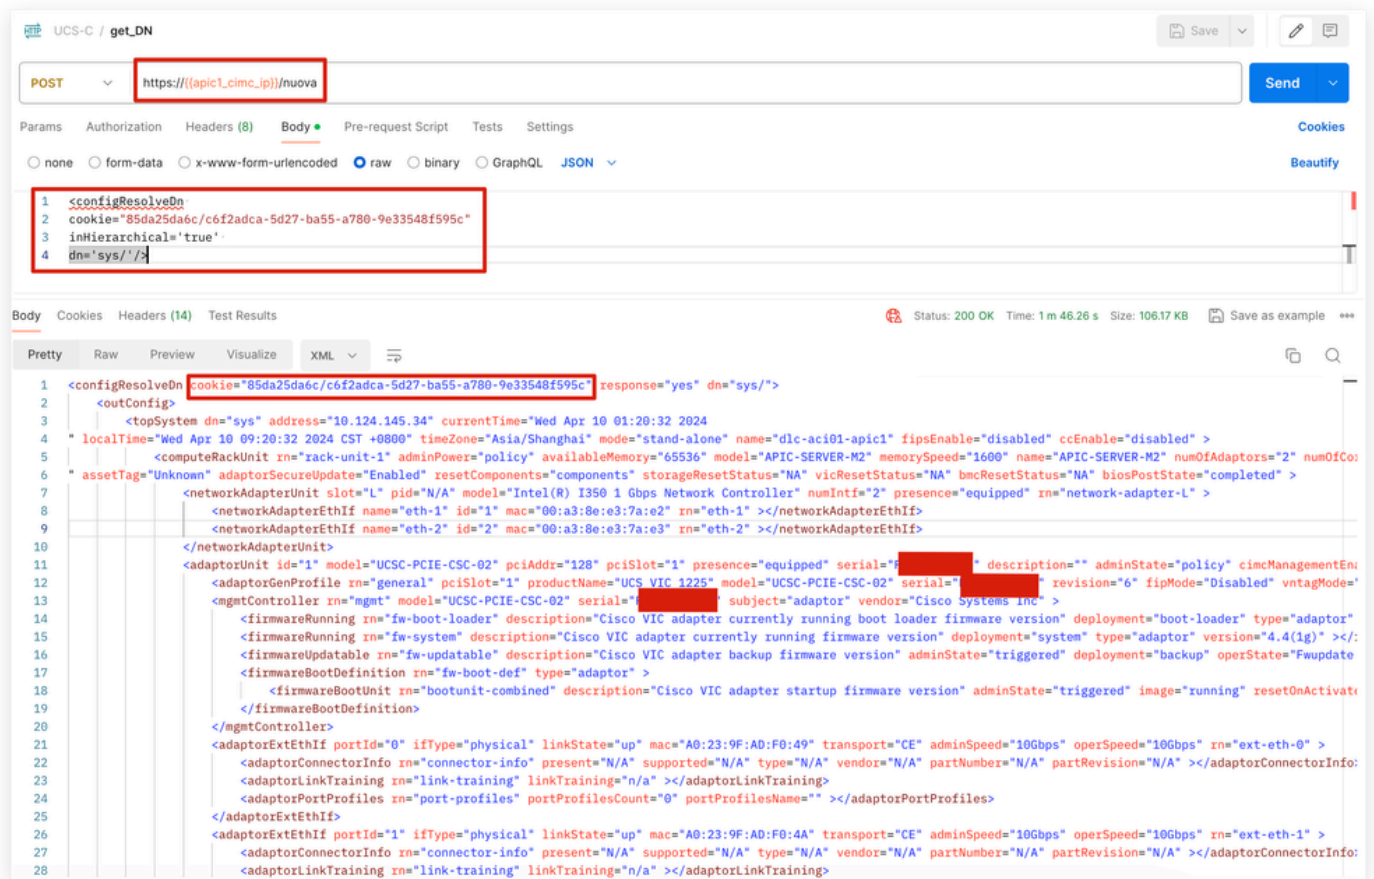 HTTP UCS-C / get_DN Save
POST https://{{apic1_cimc_ip}}/nuova Send
Params Authorization Headers (8) Body Pre-request Script Tests Settings Cookies
none form-data x-www-form-urlencoded raw binary GraphQL JSON Beautify
1 <configResolveDn
2 cookie="85da25da6c/c6f2adca-5d27-ba55-a780-9e33548f595c"
3 inHierarchical='true'
4 dn='sys/'/>
Body Cookies Headers (14) Test Results Status: 200 OK Time: 1 m 46.26 s Size: 106.17 KB Save as example
Pretty Raw Preview Visualize XML
1 <configResolveDn cookie="85da25da6c/c6f2adca-5d27-ba55-a780-9e33548f595c" response="yes" dn="sys/">
2 <outConfig>
3 <topSystem dn="sys" address="10.124.145.34" currentTime="Wed Apr 10 01:20:32 2024
4 " localTime="Wed Apr 10 09:20:32 2024 CST +0800" timeZone="Asia/Shanghai" mode="stand-alone" name="dlc-aci01-apic1" fipsEnable="disabled" ccEnable="disabled" >
5 <computeRackUnit rn="rack-unit-1" adminPower="policy" availableMemory="65536" model="APIC-SERVER-M2" memorySpeed="1600" name="APIC-SERVER-M2" numOfAdaptors="2" numOfCo
6 " assetTag="Unknown" adaptorSecureUpdate="Enabled" resetComponents="components" storageResetStatus="NA" vicResetStatus="NA" bmcResetStatus="NA" biosPostState="completed" >
7 <networkAdapterUnit slot="L" pid="N/A" model="Intel(R) I350 1 Gbps Network Controller" numIntf="2" presence="equipped" rn="network-adapter-L" >
8 <networkAdapterEthIf name="eth-1" id="1" mac="00:a3:8e:e3:7a:e2" rn="eth-1" ></networkAdapterEthIf>
9 <networkAdapterEthIf name="eth-2" id="2" mac="00:a3:8e:e3:7a:e3" rn="eth-2" ></networkAdapterEthIf>
10 </networkAdapterUnit>
11 <adaptorUnit id="1" model="UCSC-PCIE-CSC-02" pciAddr="128" pciSlot="1" presence="equipped" serial=" " description="" adminState="policy" cimcManagementEna
12 <adaptorGenProfile rn="general" pciSlot="1" productName="UCS VIC 1225" model="UCSC-PCIE-CSC-02" serial=" " revision="6" fipMode="Disabled" vntagMode="
13 <mgmtController rn="mgmt" model="UCSC-PCIE-CSC-02" serial=" " subject="adaptor" vendor="Cisco Systems Inc" >
14 <firmwareRunning rn="fw-boot-loader" description="Cisco VIC adapter currently running boot loader firmware version" deployment="boot-loader" type="adaptor"
15 <firmwareRunning rn="fw-system" description="Cisco VIC adapter currently running firmware version" deployment="system" type="adaptor" version="4.4(1g)" ></
16 <firmwareUpdatable rn="fw-updatable" description="Cisco VIC adapter backup firmware version" adminState="triggered" deployment="backup" operState="Fwupdate
17 <firmwareBootDefinition rn="fw-boot-def" type="adaptor" >
18 <firmwareBootUnit rn="bootunit-combined" description="Cisco VIC adapter startup firmware version" adminState="triggered" image="running" resetOnActivate
19 </firmwareBootDefinition>
20 </mgmtController>
21 <adaptorExtEthIf portId="0" ifType="physical" linkState="up" mac="A0:23:9F:AD:F0:49" transport="CE" adminSpeed="10Gbps" operSpeed="10Gbps" rn="ext-eth-0" >
22 <adaptorConnectorInfo rn="connector-info" present="N/A" supported="N/A" type="N/A" vendor="N/A" partNumber="N/A" partRevision="N/A" ></adaptorConnectorInfo>
23 <adaptorLinkTraining rn="link-training" linkTraining="n/a" ></adaptorLinkTraining>
24 <adaptorPortProfiles rn="port-profiles" portProfilesCount="0" portProfilesName="" ></adaptorPortProfiles>
25 </adaptorExtEthIf>
26 <adaptorExtEthIf portId="1" ifType="physical" linkState="up" mac="A0:23:9F:AD:F0:4A" transport="CE" adminSpeed="10Gbps" operSpeed="10Gbps" rn="ext-eth-1" >
27 <adaptorConnectorInfo rn="connector-info" present="N/A" supported="N/A" type="N/A" vendor="N/A" partNumber="N/A" partRevision="N/A" ></adaptorConnectorInfo>
28 <adaptorLinkTraining rn="link-training" linkTraining="n/a" ></adaptorLinkTraining>